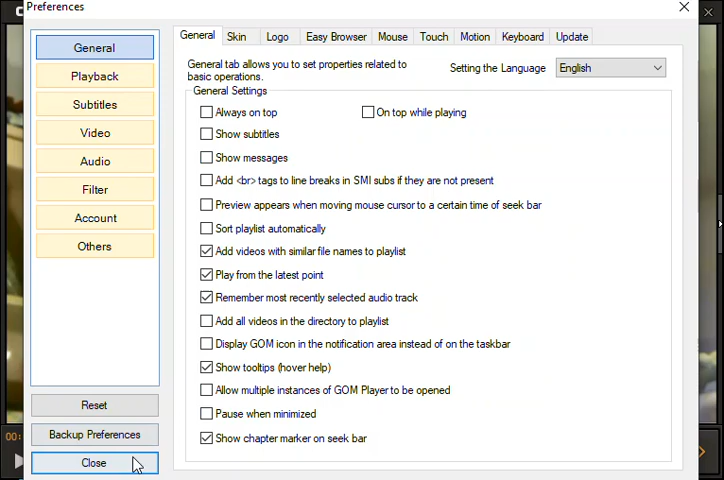 Preferences
General
Playback
Subtitles
Video
Audio
Filter
Account
Others
Reset
Backup Preferences
Close
General Skin Logo Easy Browser Mouse Touch Motion Keyboard Update
General tab allows you to set properties related to
basic operations.
Setting the Language English
General Settings
Always on top On top while playing
Show subtitles
Show messages
Add <br> tags to line breaks in SMI subs if they are not present
Preview appears when moving mouse cursor to a certain time of seek bar
Sort playlist automatically
Add videos with similar file names to playlist
Play from the latest point
Remember most recently selected audio track
Add all videos in the directory to playlist
Display GOM icon in the notification area instead of on the taskbar
Show tooltips (hover help)
Allow multiple instances of GOM Player to be opened
Pause when minimized
Show chapter marker on seek bar
00: